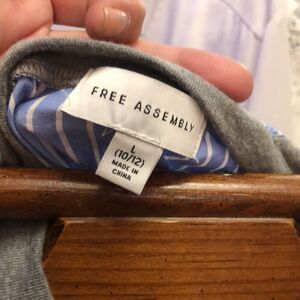 FREE ASSEMBLY
L
(10/12)
MADE IN
CHINA